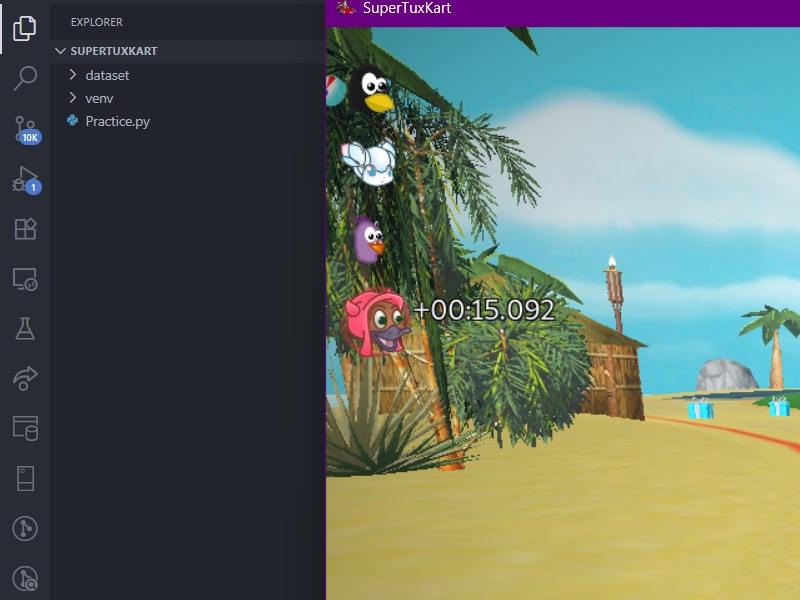 EXPLORER
SUPERTUXKART
dataset
venv
Practice.py
10K
1
SuperTuxKart
+00:15.092